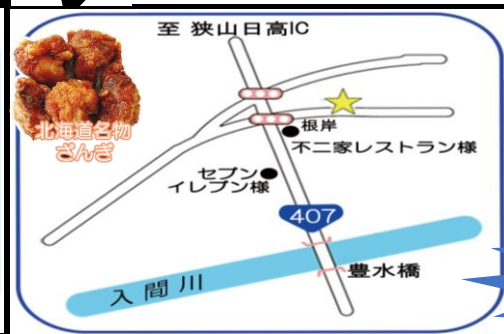 至 狭山日高IC
北海道名物
ざんぎ
根岸
不二家レストラン様
セブン
イレブン様
407
豊水橋
入間川